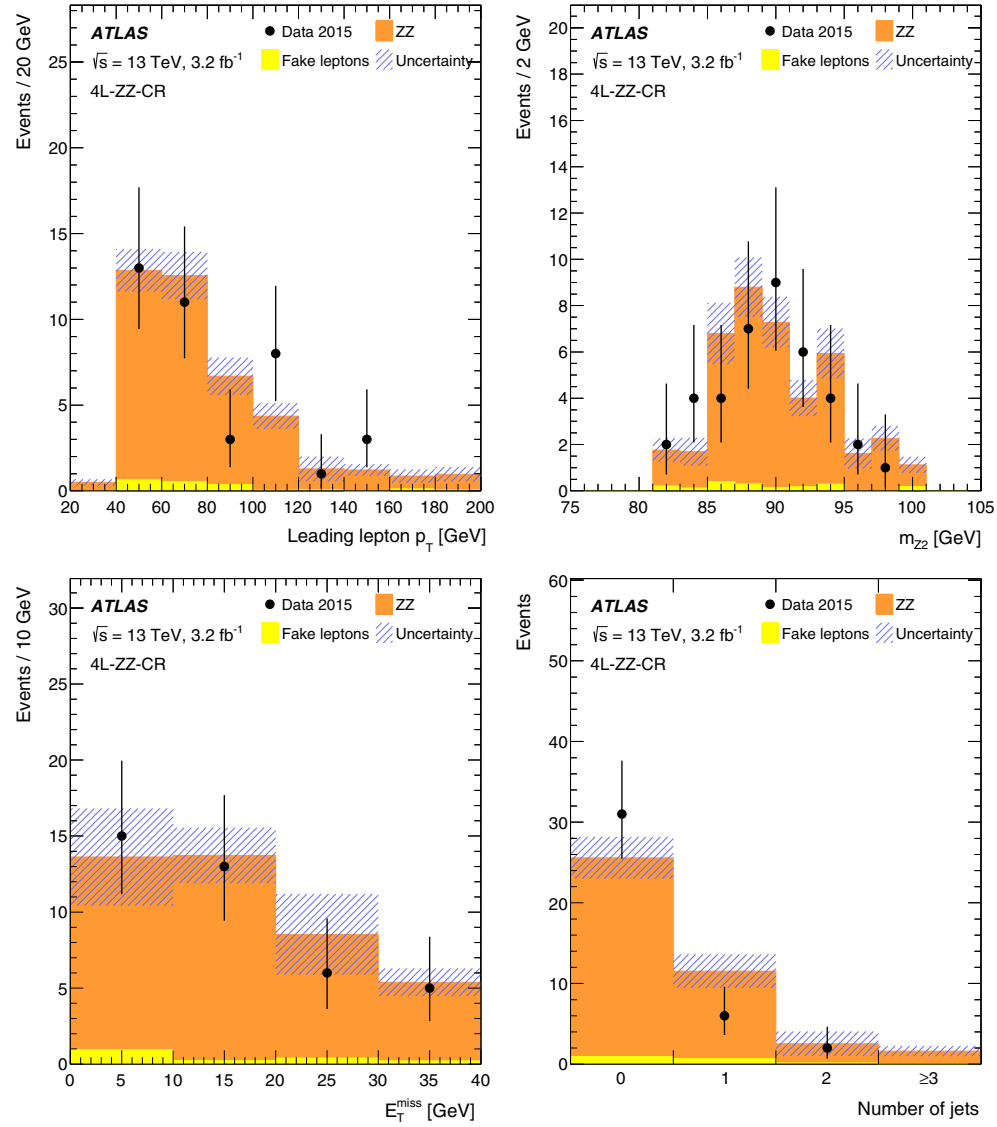 Events / 20 GeV
ATLAS
Data 2015
ZZ
√s = 13 TeV, 3.2 fb⁻¹
Fake leptons
Uncertainty
4L-ZZ-CR
25
20
15
10
5
0
20 40 60 80 100 120 140 160 180 200
Leading lepton p_T [GeV]
Events / 2 GeV
ATLAS
Data 2015
ZZ
√s = 13 TeV, 3.2 fb⁻¹
Fake leptons
Uncertainty
4L-ZZ-CR
20
18
16
14
12
10
8
6
4
2
0
75 80 85 90 95 100 105
m_Z2 [GeV]
Events / 10 GeV
ATLAS
Data 2015
ZZ
√s = 13 TeV, 3.2 fb⁻¹
Fake leptons
Uncertainty
4L-ZZ-CR
30
25
20
15
10
5
0
0 5 10 15 20 25 30 35 40
E_T^miss [GeV]
Events
ATLAS
Data 2015
ZZ
√s = 13 TeV, 3.2 fb⁻¹
Fake leptons
Uncertainty
4L-ZZ-CR
60
50
40
30
20
10
0
0 1 2 ≥3
Number of jets